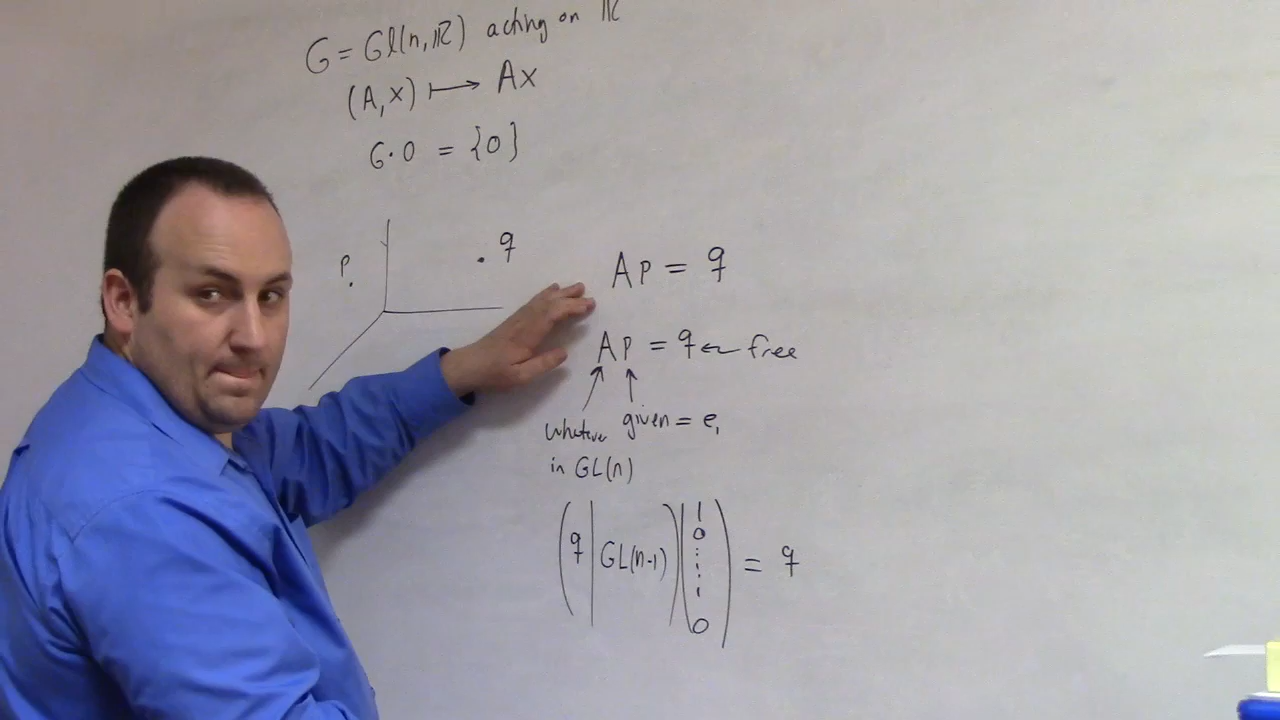 G = Gl(n, ℝ) acting on ℝ
(A, x) ⟼ Ax
G·0 = {0}
p
q
Ap = q
Ap = q ← free
whatever given = e₁
in GL(n)
(q | GL(n-1)) (1 0 ⋮ 0) = q